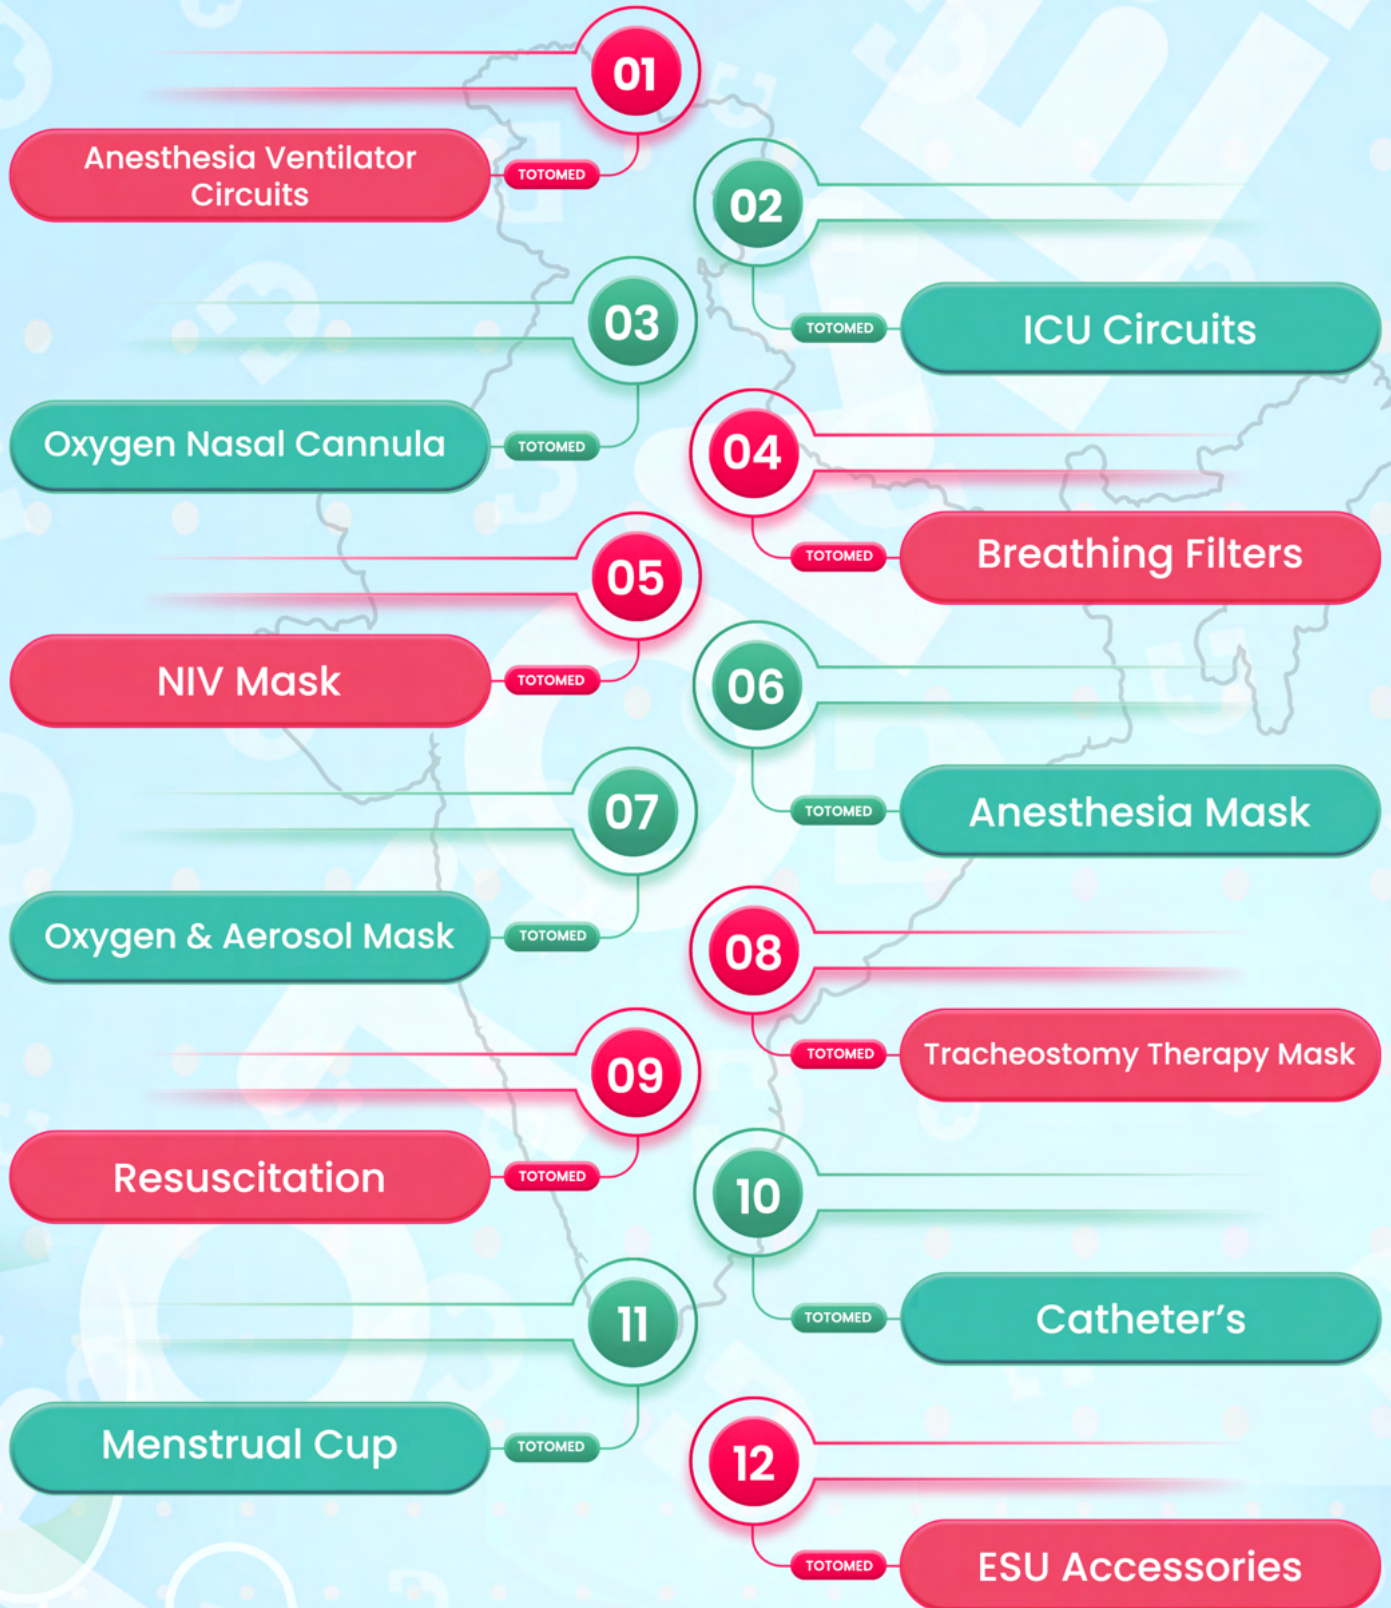 01
Anesthesia Ventilator
Circuits
TOTOMED
02
TOTOMED
ICU Circuits
03
Oxygen Nasal Cannula
TOTOMED
04
TOTOMED
Breathing Filters
05
NIV Mask
TOTOMED
06
TOTOMED
Anesthesia Mask
07
Oxygen & Aerosol Mask
TOTOMED
08
TOTOMED
Tracheostomy Therapy Mask
09
Resuscitation
TOTOMED
10
TOTOMED
Catheter’s
11
Menstrual Cup
TOTOMED
12
TOTOMED
ESU Accessories